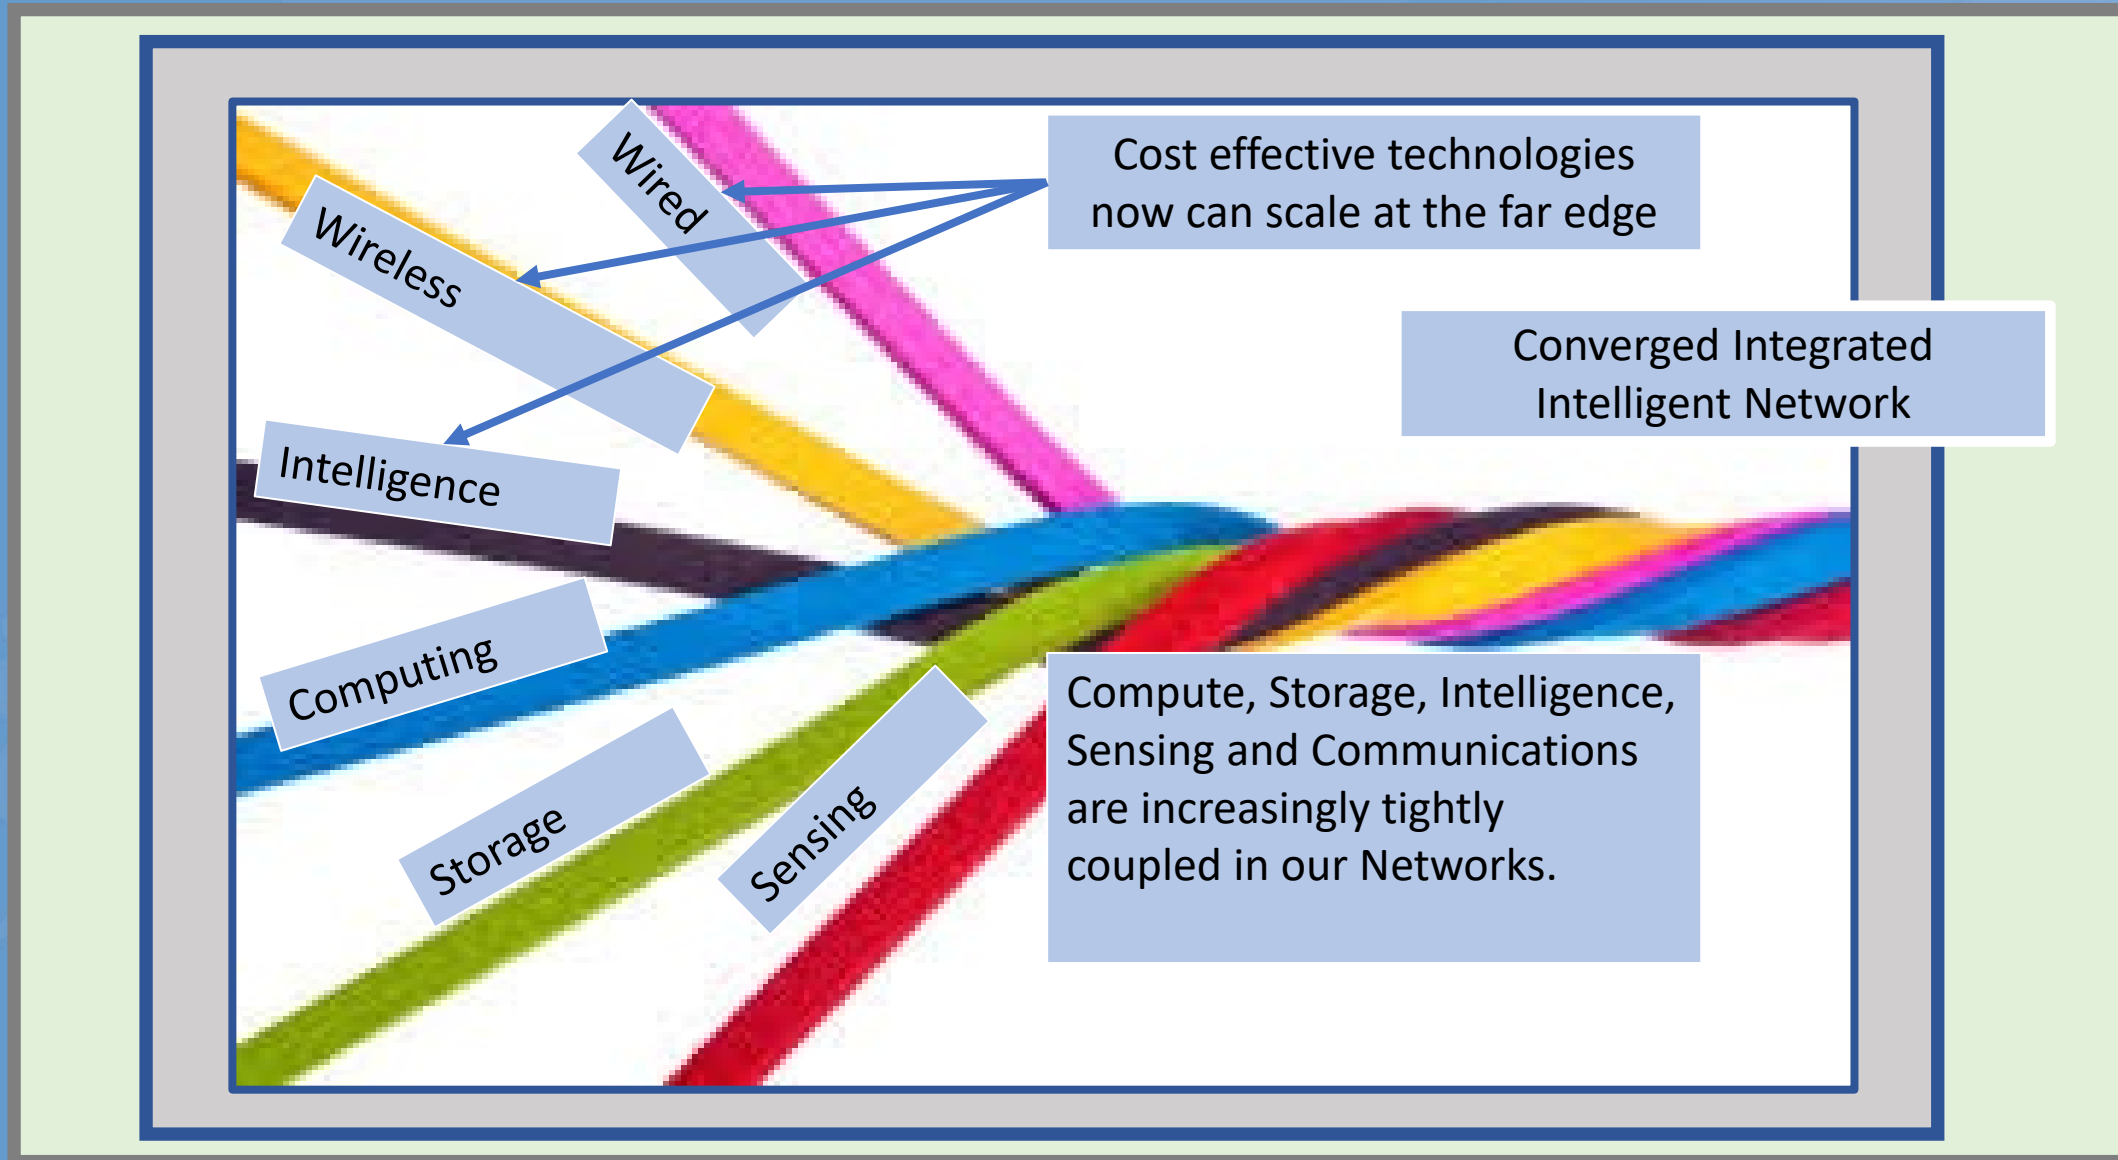 Wired
Cost effective technologies
now can scale at the far edge
Wireless
Converged Integrated
Intelligent Network
Intelligence
Computing
Storage
Sensing
Compute, Storage, Intelligence,
Sensing and Communications
are increasingly tightly
coupled in our Networks.